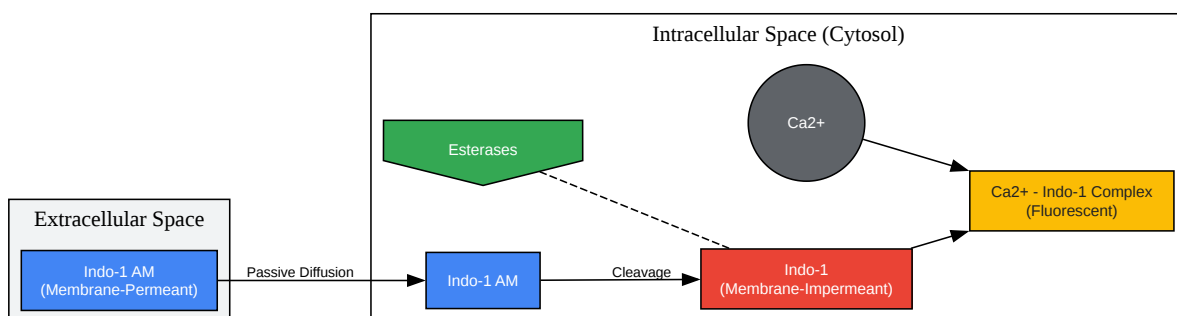 Intracellular Space (Cytosol)
Ca2+
Esterases
Ca2+ - Indo-1 Complex
(Fluorescent)
Extracellular Space
Indo-1 AM
(Membrane-Permeant)
Passive Diffusion
Indo-1 AM
Cleavage
Indo-1
(Membrane-Impermeant)